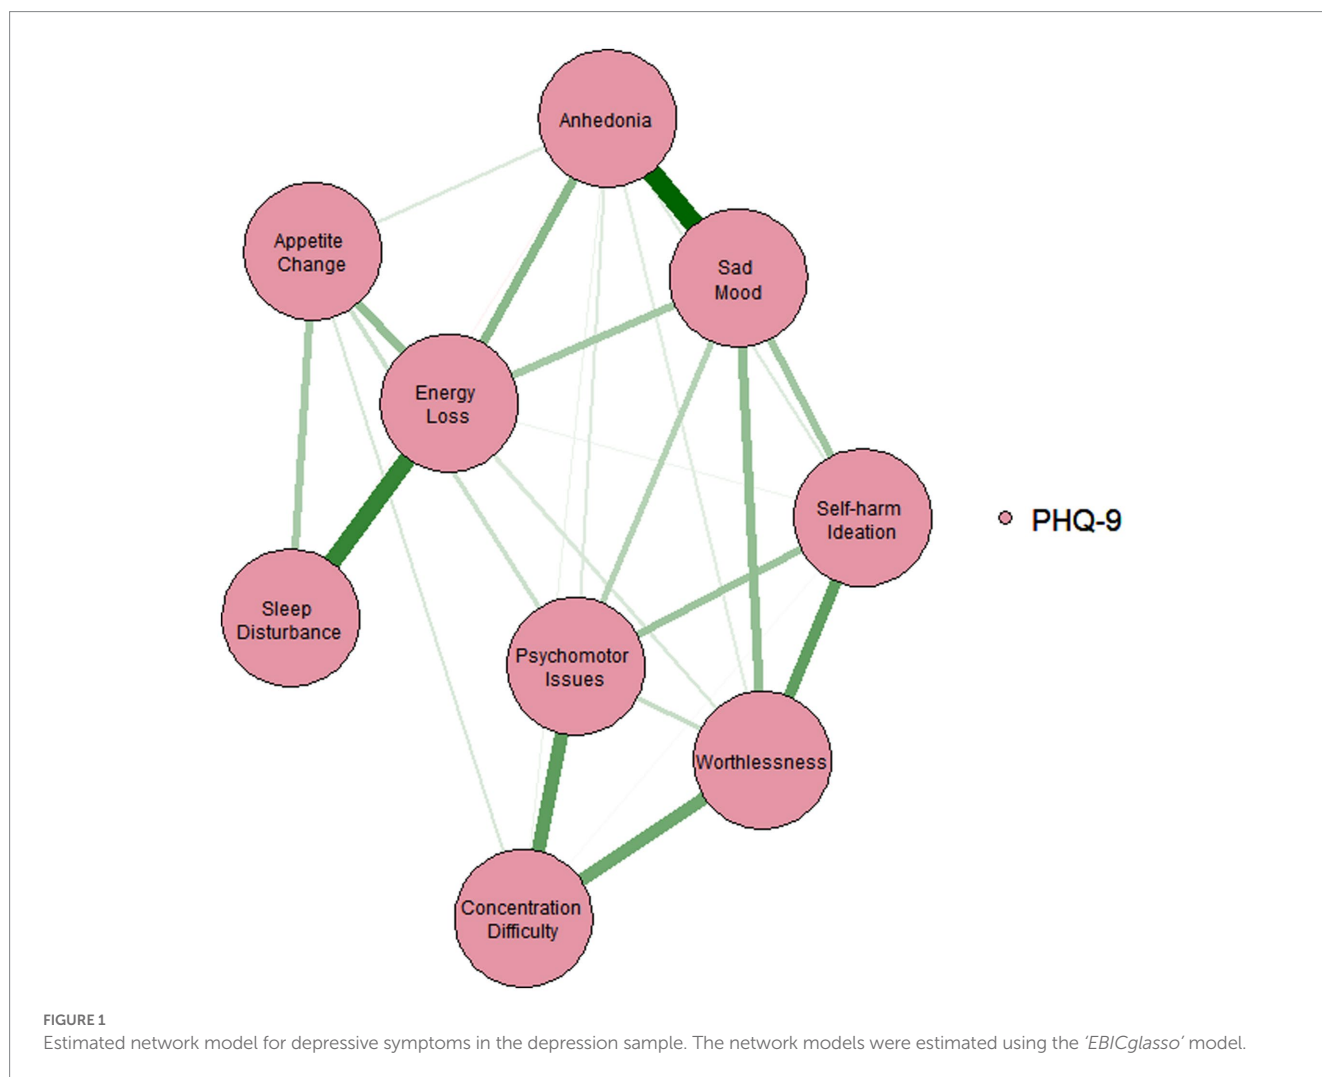 Anhedonia
Appetite
Change
Sad
Mood
Energy
Loss
Self-harm
Ideation
PHQ-9
Sleep
Disturbance
Psychomotor
Issues
Worthlessness
Concentration
Difficulty
FIGURE 1
Estimated network model for depressive symptoms in the depression sample. The network models were estimated using the ‘EBICglasso’ model.